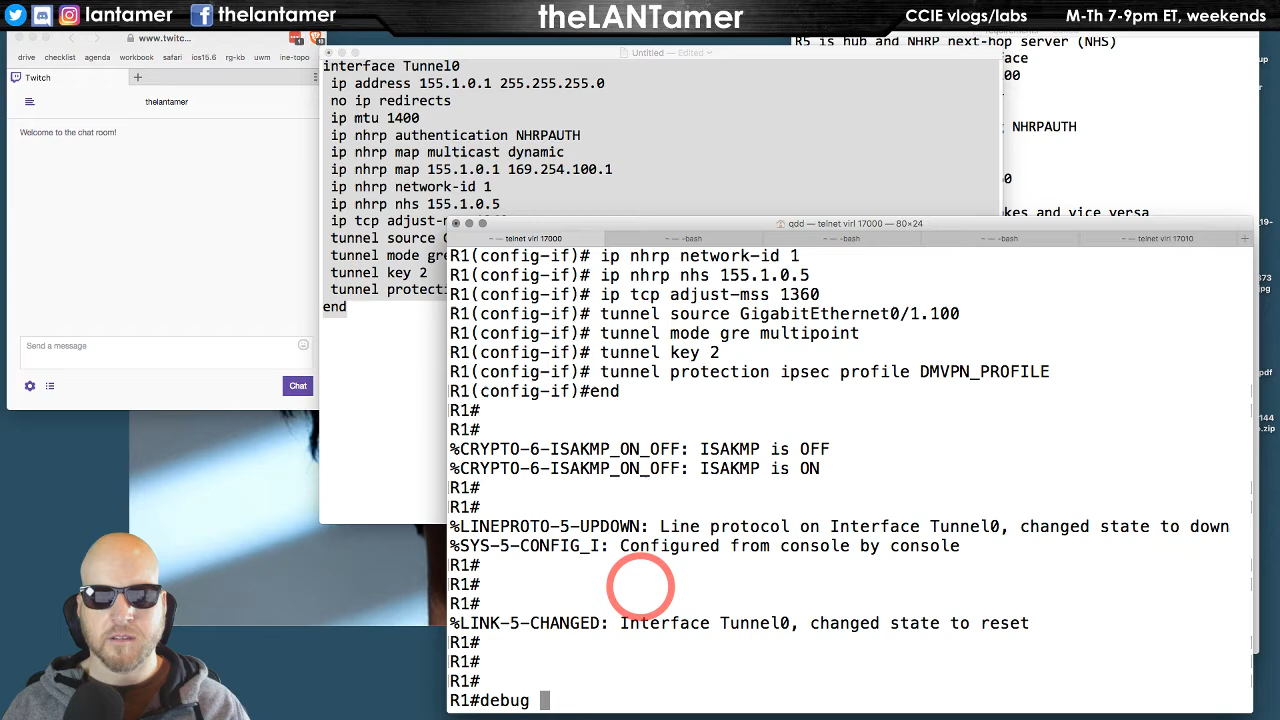 lantamer
thelantamer
theLANTamer
CCIE vlogs/labs
M-Th 7-9pm ET, weekends
www.twitc...
drive checklist agenda workbook safari ios15.6 rg-kb uwm ine-topo
Twitch
thelantamer
Welcome to the chat room!
Send a message
Chat
Untitled — Edited
interface Tunnel0
ip address 155.1.0.1 255.255.255.0
no ip redirects
ip mtu 1400
ip nhrp authentication NHRPAUTH
ip nhrp map multicast dynamic
ip nhrp map 155.1.0.1 169.254.100.1
ip nhrp network-id 1
ip nhrp nhs 155.1.0.5
ip tcp adjust-m
tunnel source G
tunnel mode gre
tunnel key 2
tunnel protecti
end
R5 is hub and NHRP next-hop server (NHS)
face
00
g NHRPAUTH
0
kes and vice versa
qdd — telnet virl 17000 — 80×24
~ — telnet virl 17000
~ — -bash
~ — -bash
~ — -bash
~ — telnet virl 17010
R1(config-if)# ip nhrp network-id 1
R1(config-if)# ip nhrp nhs 155.1.0.5
R1(config-if)# ip tcp adjust-mss 1360
R1(config-if)# tunnel source GigabitEthernet0/1.100
R1(config-if)# tunnel mode gre multipoint
R1(config-if)# tunnel key 2
R1(config-if)# tunnel protection ipsec profile DMVPN_PROFILE
R1(config-if)#end
R1#
R1#
%CRYPTO-6-ISAKMP_ON_OFF: ISAKMP is OFF
%CRYPTO-6-ISAKMP_ON_OFF: ISAKMP is ON
R1#
R1#
%LINEPROTO-5-UPDOWN: Line protocol on Interface Tunnel0, changed state to down
%SYS-5-CONFIG_I: Configured from console by console
R1#
R1#
R1#
%LINK-5-CHANGED: Interface Tunnel0, changed state to reset
R1#
R1#
R1#
R1#debug